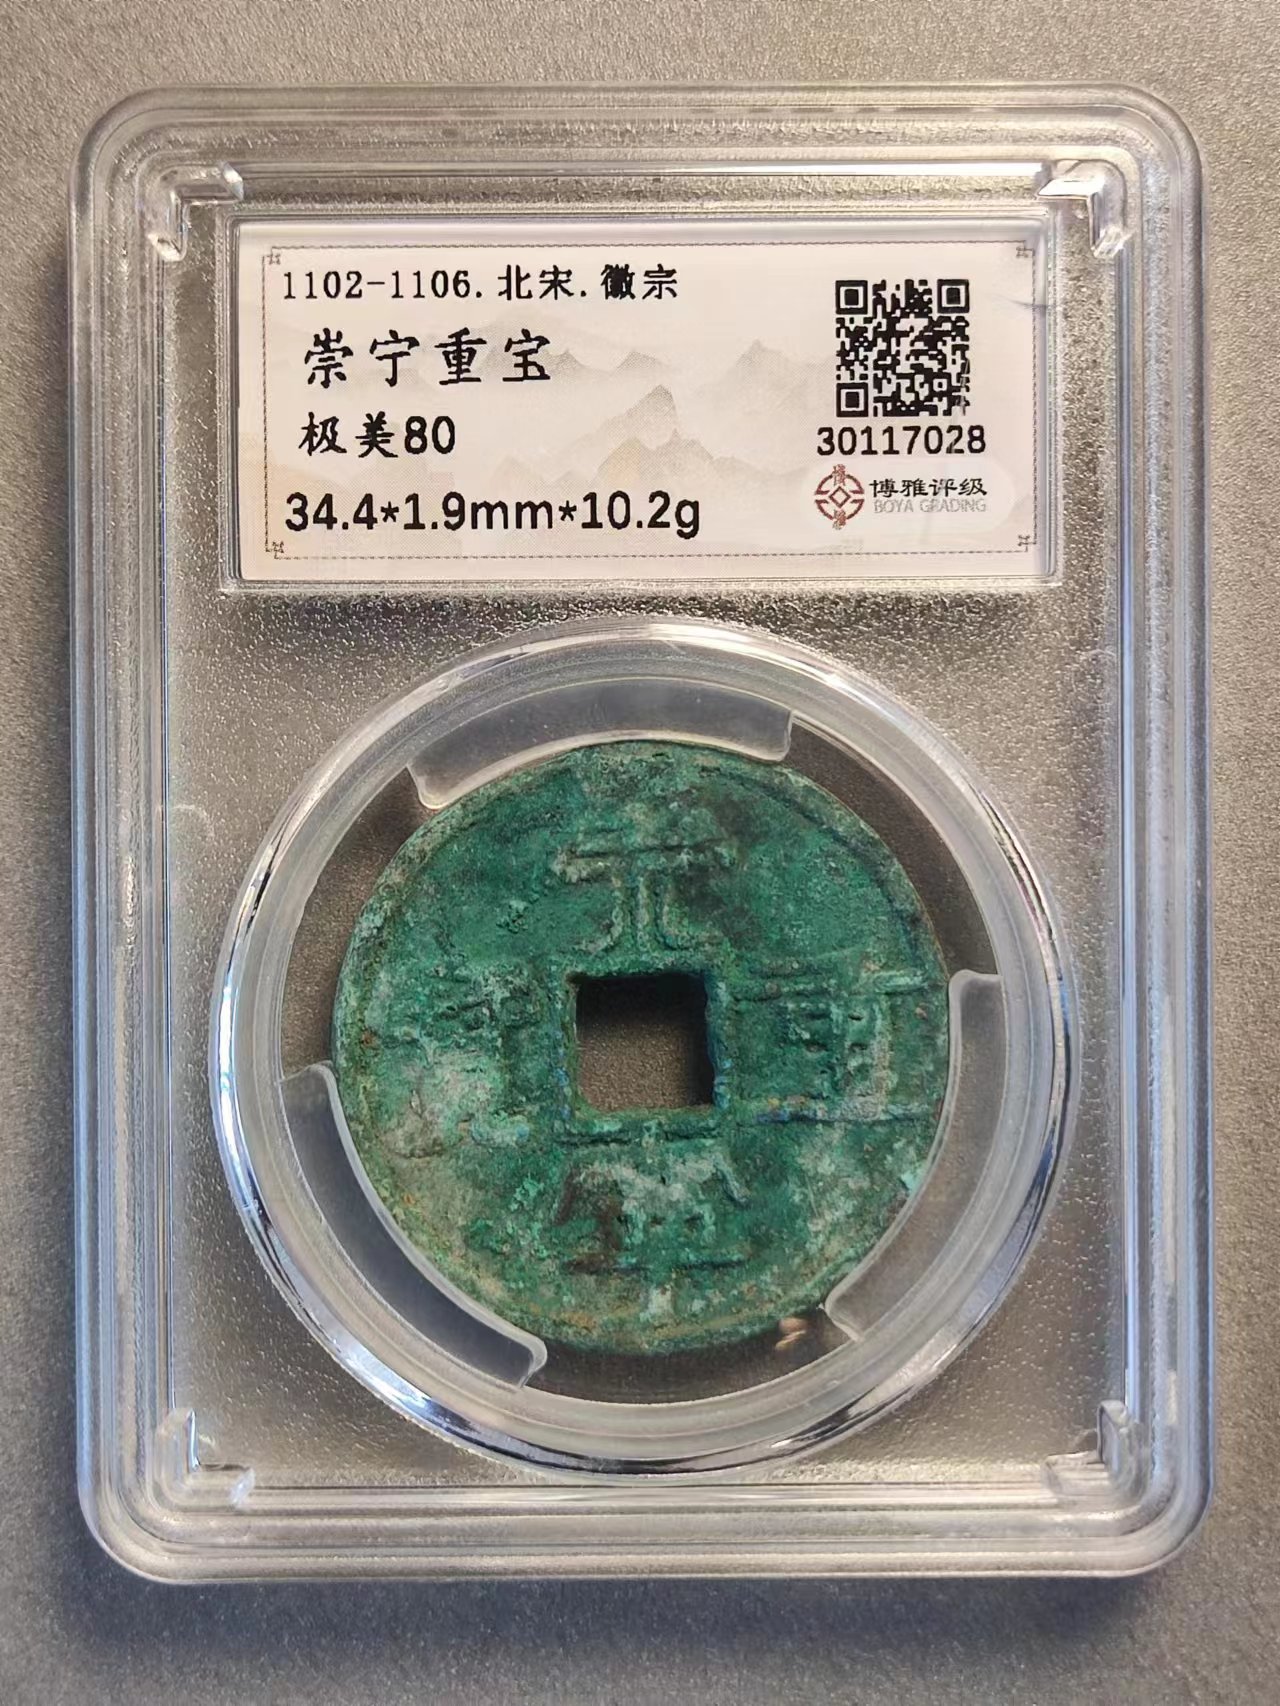 1102-1106.北宋.徽宗
崇宁重宝
极美80
34.4*1.9mm*10.2g
30117028
博雅评级
BOYA GRADING